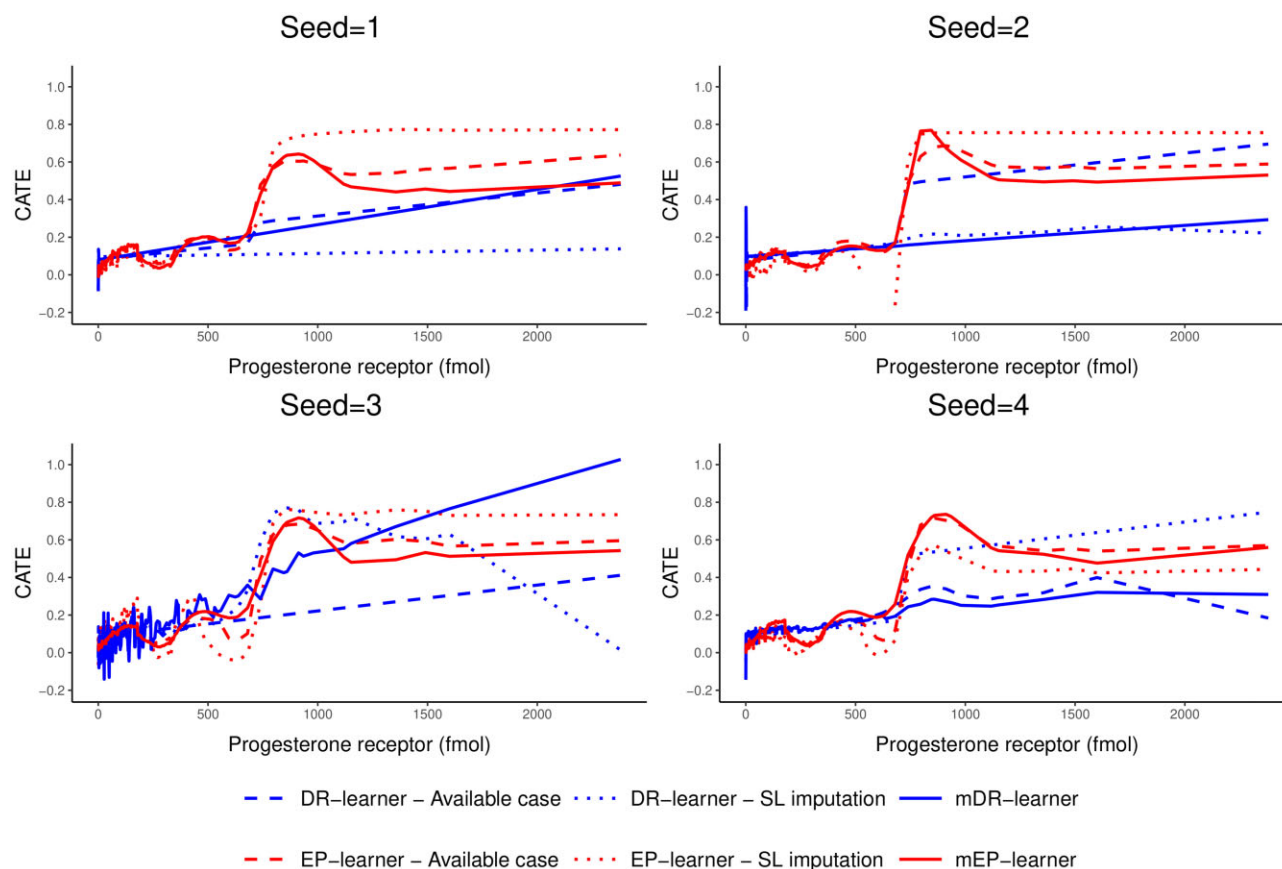 Seed=1
Seed=2
CATE
1.0
0.8
0.6
0.4
0.2
0.0
−0.2
0
500
1000
1500
2000
Progesterone receptor (fmol)
CATE
1.0
0.8
0.6
0.4
0.2
0.0
−0.2
0
500
1000
1500
2000
Progesterone receptor (fmol)
Seed=3
Seed=4
CATE
1.0
0.8
0.6
0.4
0.2
0.0
−0.2
0
500
1000
1500
2000
Progesterone receptor (fmol)
CATE
1.0
0.8
0.6
0.4
0.2
0.0
−0.2
0
500
1000
1500
2000
Progesterone receptor (fmol)
DR−learner − Available case
DR−learner − SL imputation
mDR−learner
EP−learner − Available case
EP−learner − SL imputation
mEP−learner